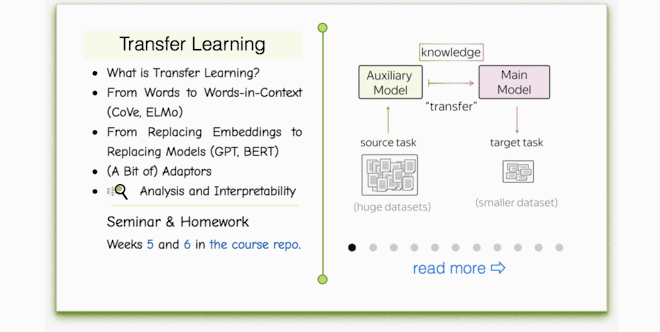 Transfer Learning
What is Transfer Learning?
From Words to Words-in-Context
(CoVe, ELMo)
From Replacing Embeddings to
Replacing Models (GPT, BERT)
(A Bit of) Adaptors
Analysis and Interpretability
Seminar & Homework
Weeks 5 and 6 in the course repo.
knowledge
Auxiliary
Model
Main
Model
"transfer"
source task
target task
(huge datasets)
(smaller dataset)
read more ⇨